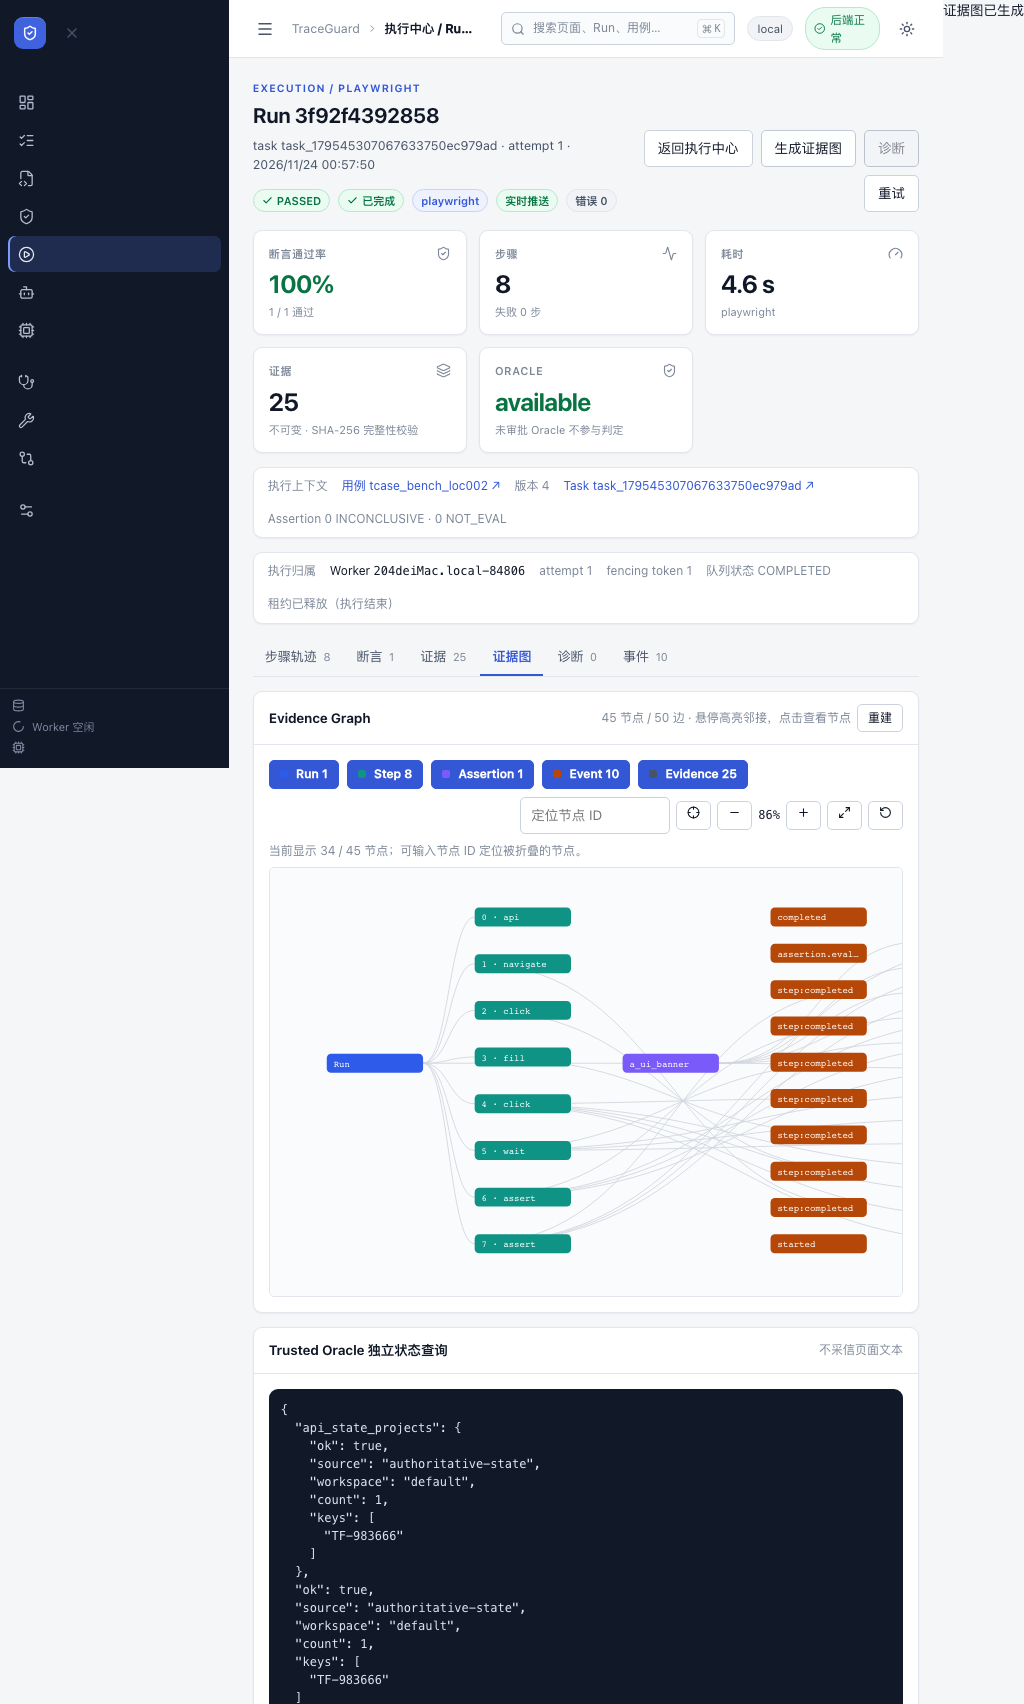 TraceGuard
执行中心 / Ru...
搜索页面、Run、用例...
⌘ K
local
后端正
常
证据图已生成
EXECUTION / PLAYWRIGHT
Run 3f92f4392858
task task_179545307067633750ec979ad · attempt 1 ·
2026/11/24 00:57:50
返回执行中心
生成证据图
诊断
重试
PASSED
已完成
playwright
实时推送
错误 0
断言通过率
100%
1 / 1 通过
步骤
8
失败 0 步
耗时
4.6 s
playwright
证据
25
不可变 · SHA-256 完整性校验
ORACLE
available
未审批 Oracle 不参与判定
执行上下文 用例 tcase_bench_loc002 ↗ 版本 4 Task task_179545307067633750ec979ad ↗
Assertion 0 INCONCLUSIVE · 0 NOT_EVAL
执行归属 Worker 204deiMac.local-84806 attempt 1 fencing token 1 队列状态 COMPLETED
租约已释放（执行结束）
步骤轨迹 8
断言 1
证据 25
证据图
诊断 0
事件 10
Evidence Graph
45 节点 / 50 边 · 悬停高亮邻接，点击查看节点
重建
Run 1
Step 8
Assertion 1
Event 10
Evidence 25
定位节点 ID
86%
当前显示 34 / 45 节点；可输入节点 ID 定位被折叠的节点。
Run
0 · api
1 · navigate
2 · click
3 · fill
4 · click
5 · wait
6 · assert
7 · assert
a_ui_banner
completed
assertion.eval…
step:completed
step:completed
step:completed
step:completed
step:completed
step:completed
step:completed
started
Trusted Oracle 独立状态查询
不采信页面文本
{
"api_state_projects": {
"ok": true,
"source": "authoritative-state",
"workspace": "default",
"count": 1,
"keys": [
"TF-983666"
]
},
"ok": true,
"source": "authoritative-state",
"workspace": "default",
"count": 1,
"keys": [
"TF-983666"
]
Worker 空闲